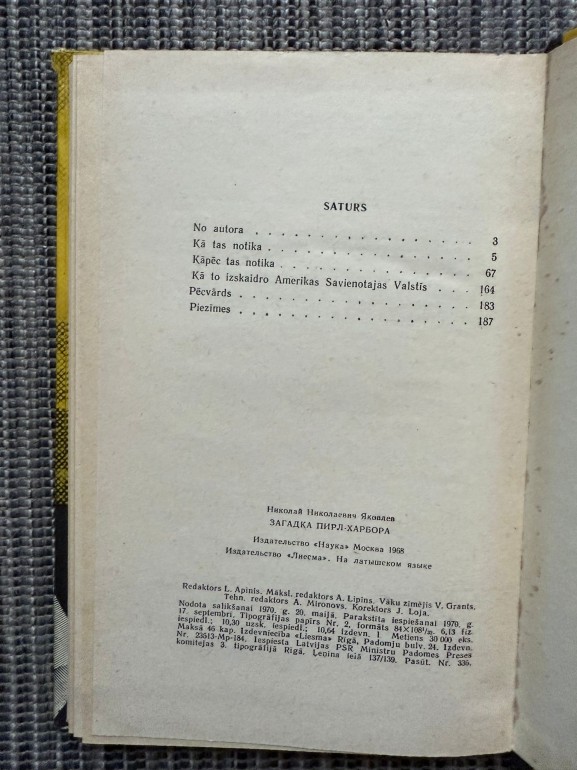 SATURS
No autora . . . . . . . . . . . . . . 3
Kā tas notika . . . . . . . . . . . . . 5
Kāpēc tas notika . . . . . . . . . . . . 67
Kā to izskaidro Amerikas Savienotajas Valstīs . . . 164
Pēcvārds . . . . . . . . . . . . . . 183
Piezīmes . . . . . . . . . . . . . . 187
Николай Николаевич Яковлев
ЗАГАДКА ПИРЛ-ХАРБОРА
Издательство «Наука» Москва 1968
Издательство «Лиесма». На латышском языке
Redaktors L. Apinis. Māksl. redaktors A. Lipins. Vāku zīmējis V. Grants.
Tehn. redaktors A. Mironovs. Korektors J. Loja.
Nodota salikšanai 1970. g. 20. maijā. Parakstīta iespiešanai 1970. g.
17. septembrī. Tipogrāfijas papīrs Nr. 2, formāts 84×108¹/₃₂. 6,13 fiz.
iespiedl.; 10,30 uzsk. iespiedl.; 10,64 izdevn. l. Metiens 30 000 eks.
Maksā 46 kap. Izdevniecība «Liesma» Rīgā, Padomju bulv. 24. Izdevn.
Nr. 23513-Mp-184. Iespiesta Latvijas PSR Ministru Padomes Preses
komitejas 3. tipogrāfijā Rīgā, Ļeņina ielā 137/139. Pasūt. Nr. 335.